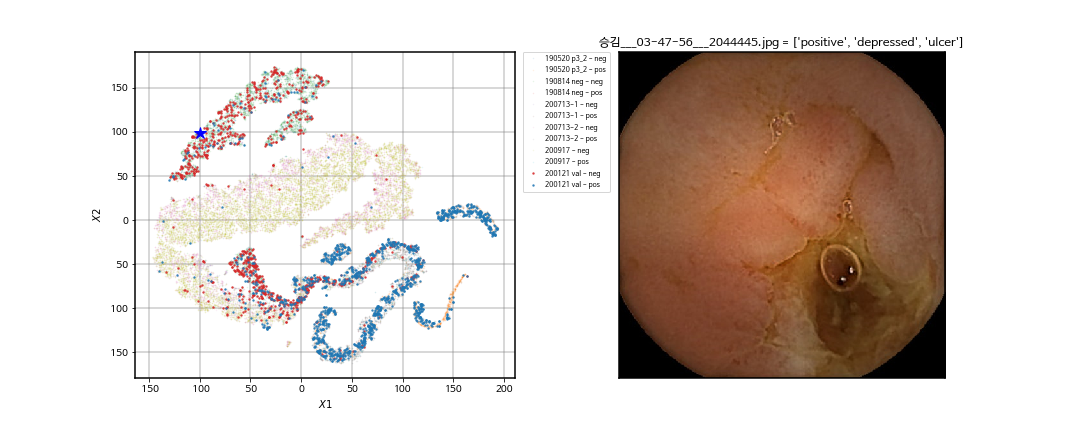 승김___03-47-56___2044445.jpg = ['positive', 'depressed', 'ulcer']
190520 p3_2 - neg
190520 p3_2 - pos
190814 neg - neg
190814 neg - pos
200713-1 - neg
200713-1 - pos
200713-2 - neg
200713-2 - pos
200917 - neg
200917 - pos
200121 val - neg
200121 val - pos
150
100
50
0
50
100
150
X2
150 100 50 0 50 100 150 200
X1